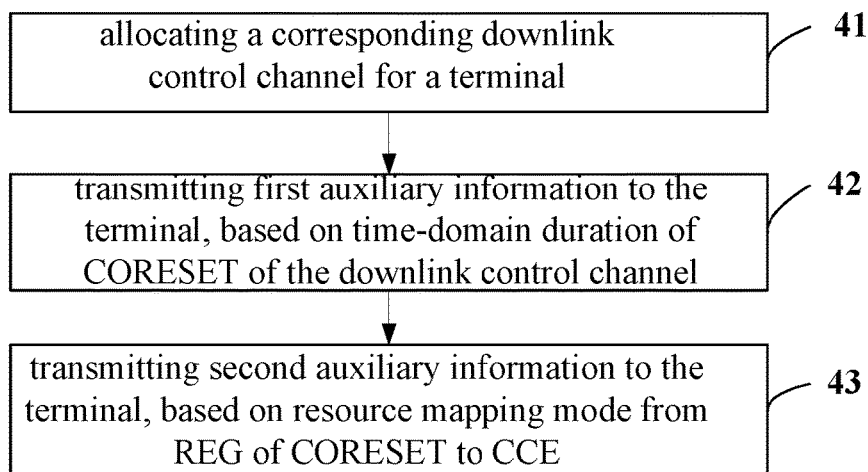 allocating a corresponding downlink
control channel for a terminal
41
transmitting first auxiliary information to the
terminal, based on time-domain duration of
CORESET of the downlink control channel
42
transmitting second auxiliary information to the
terminal, based on resource mapping mode from
REG of CORESET to CCE
43